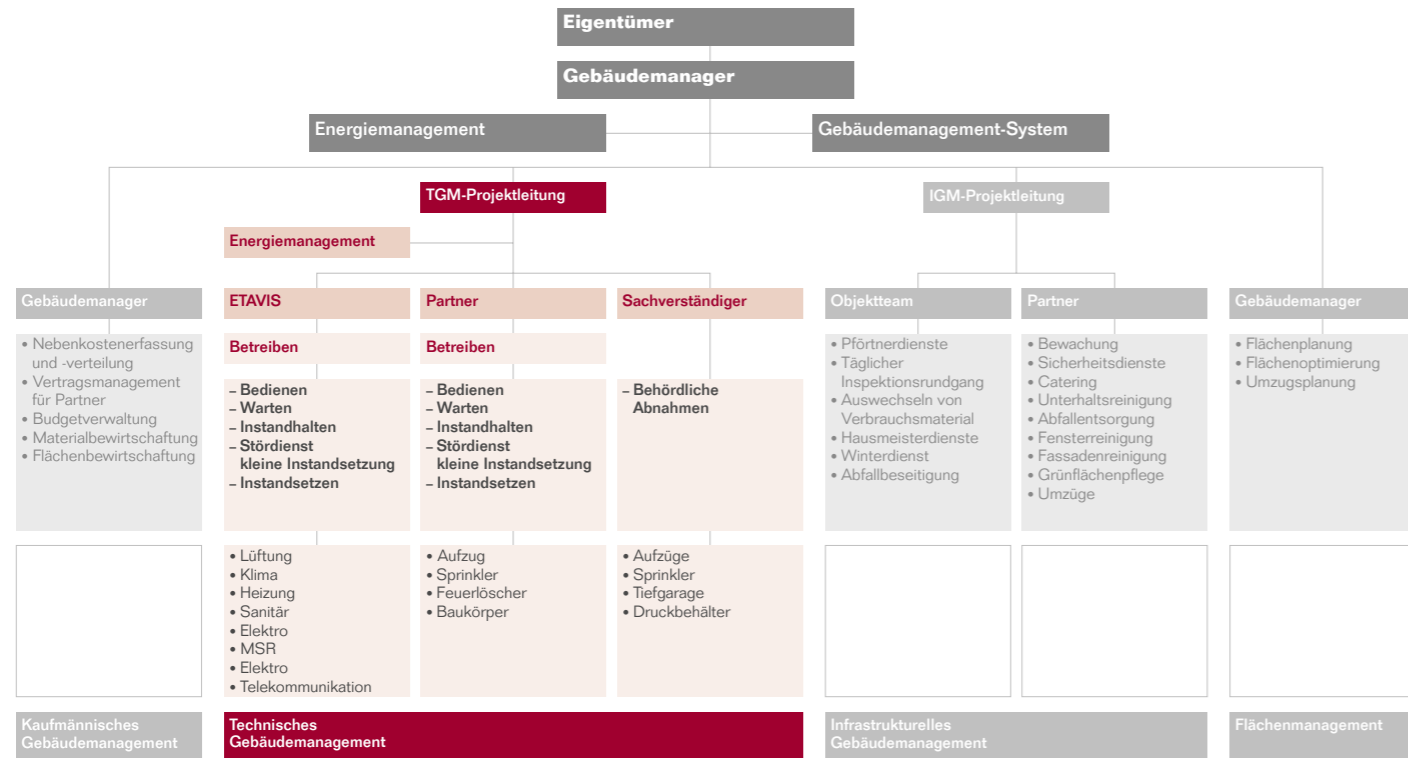 Eigentümer
Gebäudemanager
Energiemanagement
Gebäudemanagement-System
TGM-Projektleitung
IGM-Projektleitung
Energiemanagement
Gebäudemanager
• Nebenkostenerfassung
und -verteilung
• Vertragsmanagement
für Partner
• Budgetverwaltung
• Materialbewirtschaftung
• Flächenbewirtschaftung
ETAVIS
Betreiben
– Bedienen
– Warten
– Instandhalten
– Stördienst
kleine Instandsetzung
– Instandsetzen
• Lüftung
• Klima
• Heizung
• Sanitär
• Elektro
• MSR
• Elektro
• Telekommunikation
Partner
Betreiben
– Bedienen
– Warten
– Instandhalten
– Stördienst
kleine Instandsetzung
– Instandsetzen
• Aufzug
• Sprinkler
• Feuerlöscher
• Baukörper
Sachverständiger
– Behördliche
Abnahmen
• Aufzüge
• Sprinkler
• Tiefgarage
• Druckbehälter
Objektteam
• Pförtnerdienste
• Täglicher
Inspektionsrundgang
• Auswechseln von
Verbrauchsmaterial
• Hausmeisterdienste
• Winterdienst
• Abfallbeseitigung
Partner
• Bewachung
• Sicherheitsdienste
• Catering
• Unterhaltsreinigung
• Abfallentsorgung
• Fensterreinigung
• Fassadenreinigung
• Grünflächenpflege
• Umzüge
Gebäudemanager
• Flächenplanung
• Flächenoptimierung
• Umzugsplanung
Kaufmännisches
Gebäudemanagement
Technisches
Gebäudemanagement
Infrastrukturelles
Gebäudemanagement
Flächenmanagement